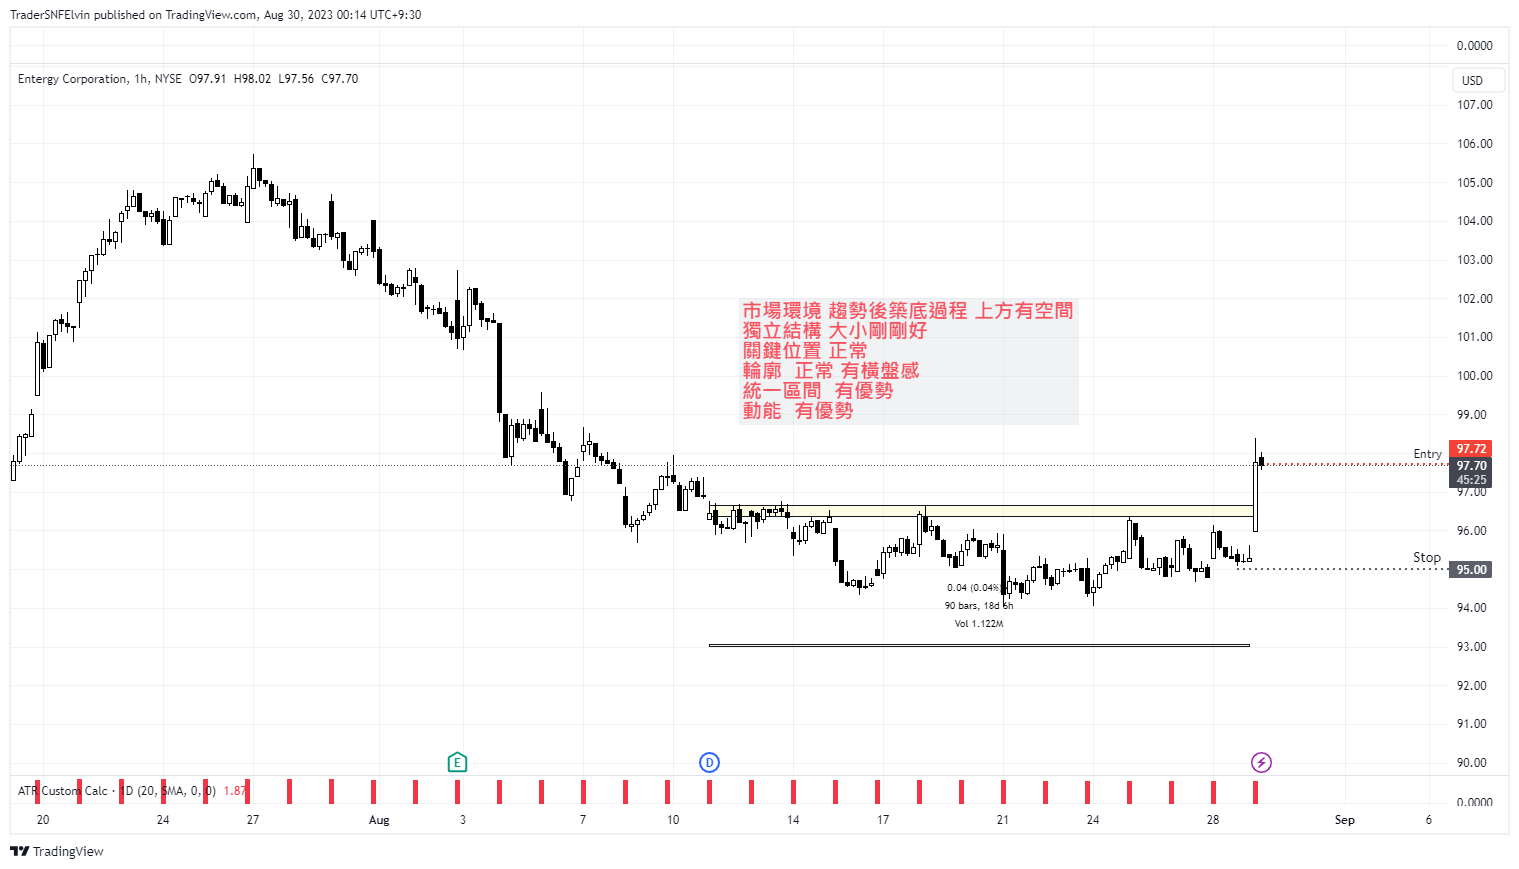 TraderSNFElvin published on TradingView.com, Aug 30, 2023 00:14 UTC+9:30
0.0000
Entergy Corporation, 1h, NYSE O97.91 H98.02 L97.56 C97.70
USD
107.00
106.00
105.00
104.00
103.00
102.00
101.00
100.00
99.00
市場環境 趨勢後築底過程 上方有空間
獨立結構 大小剛剛好
關鍵位置 正常
輪廓 正常 有橫盤感
統一區間 有優勢
動能 有優勢
Entry 97.72
97.70
45:25
97.00
96.00
Stop 95.00
0.04 (0.04%)
90 bars, 18d 6h
Vol 1.122M
94.00
93.00
92.00
91.00
90.00
E
D
ATR Custom Calc · 1D (20, SMA, 0, 0) 1.87
0.0000
20 24 27 Aug 3 7 10 14 17 21 24 28 Sep 6
TradingView